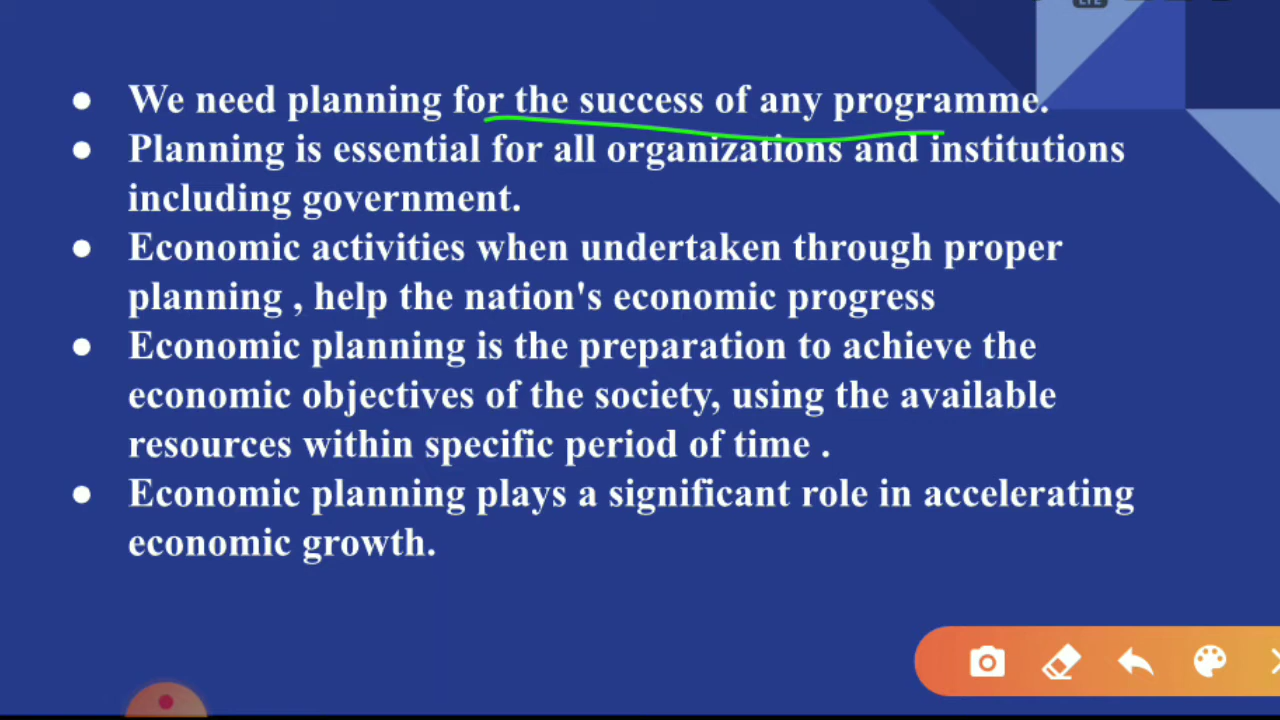 ● We need planning for the success of any programme.
● Planning is essential for all organizations and institutions
including government.
● Economic activities when undertaken through proper
planning , help the nation's economic progress
● Economic planning is the preparation to achieve the
economic objectives of the society, using the available
resources within specific period of time .
● Economic planning plays a significant role in accelerating
economic growth.